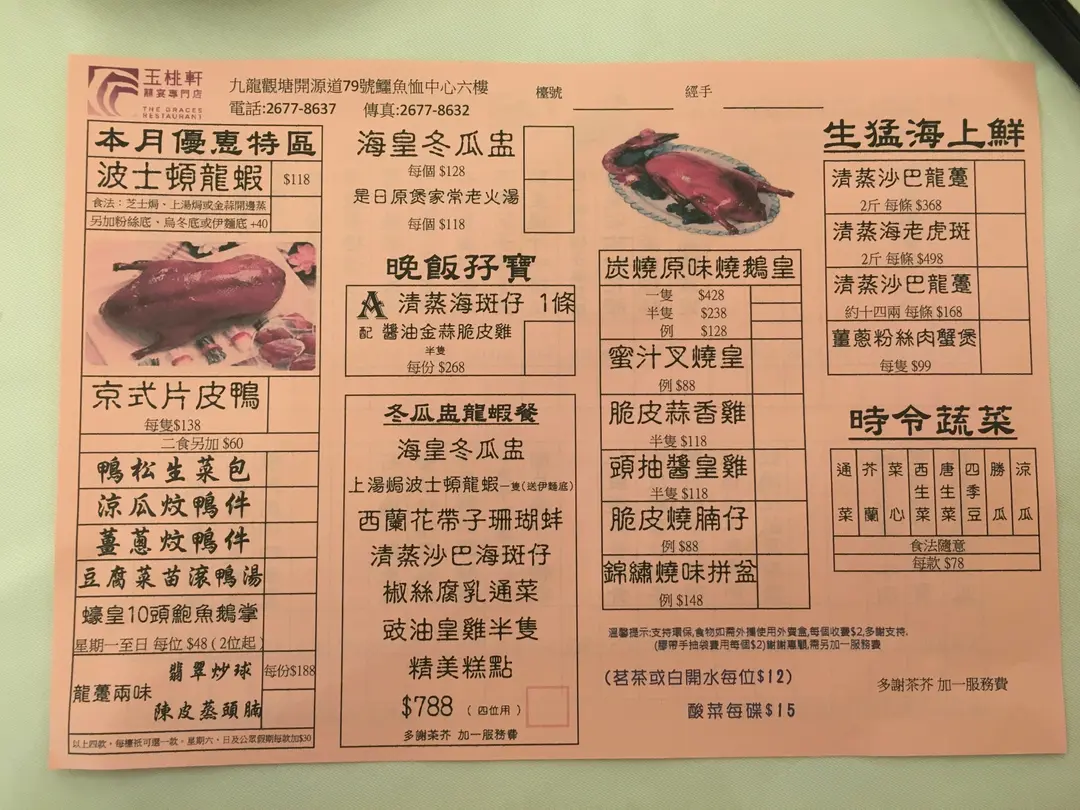 玉桃軒
囍宴專門店
THE GRACES
RESTAURANT
九龍觀塘開源道79號鱷魚恤中心六樓
電話:2677-8637 傳真:2677-8632
檯號
經手
本月優惠特區
波士頓龍蝦 $118
食法：芝士焗、上湯焗或金蒜開邊蒸
另加粉絲底、烏冬底或伊麵底 +40
京式片皮鴨
每隻$138
二食另加 $60
鴨松生菜包
涼瓜炆鴨件
薑蔥炆鴨件
豆腐菜苗滾鴨湯
蠔皇10頭鮑魚鵝掌
星期一至日 每位 $48 ( 2位起 )
龍躉兩味
翡翠炒球
陳皮蒸頭腩
每份$188
以上四款，每檯祇可選一款。星期六、日及公眾假期每款加$30
海皇冬瓜盅
每個 $128
是日原煲家常老火湯
每個 $118
晚飯孖寶
A 清蒸海斑仔 1條
配 醬油金蒜脆皮雞
半隻
每份 $268
冬瓜盅龍蝦餐
海皇冬瓜盅
上湯焗波士頓龍蝦一隻(送伊麵底)
西蘭花帶子珊瑚蚌
清蒸沙巴海斑仔
椒絲腐乳通菜
豉油皇雞半隻
精美糕點
$788 ( 四位用 )
多謝茶芥 加一服務費
炭燒原味燒鵝皇
一隻 $428
半隻 $238
例 $128
蜜汁叉燒皇
例 $88
脆皮蒜香雞
半隻 $118
頭抽醬皇雞
半隻 $118
脆皮燒腩仔
例 $88
錦繡燒味拼盆
例 $148
溫馨提示:支持環保,食物如需外攜使用外賣盒,每個收費$2,多謝支持.
(膠帶手抽袋費用每個$2)謝謝惠顧,需另加一服務費
(茗茶或白開水每位$12)
酸菜每碟$15
生猛海上鮮
清蒸沙巴龍躉
2斤 每條 $368
清蒸海老虎斑
2斤 每條 $498
清蒸沙巴龍躉
約十四兩 每條 $168
薑蔥粉絲肉蟹煲
每隻 $99
時令蔬菜
通菜
芥蘭
菜心
西生菜
唐生菜
四季豆
勝瓜
涼瓜
食法隨意
每款 $78
多謝茶芥 加一服務費